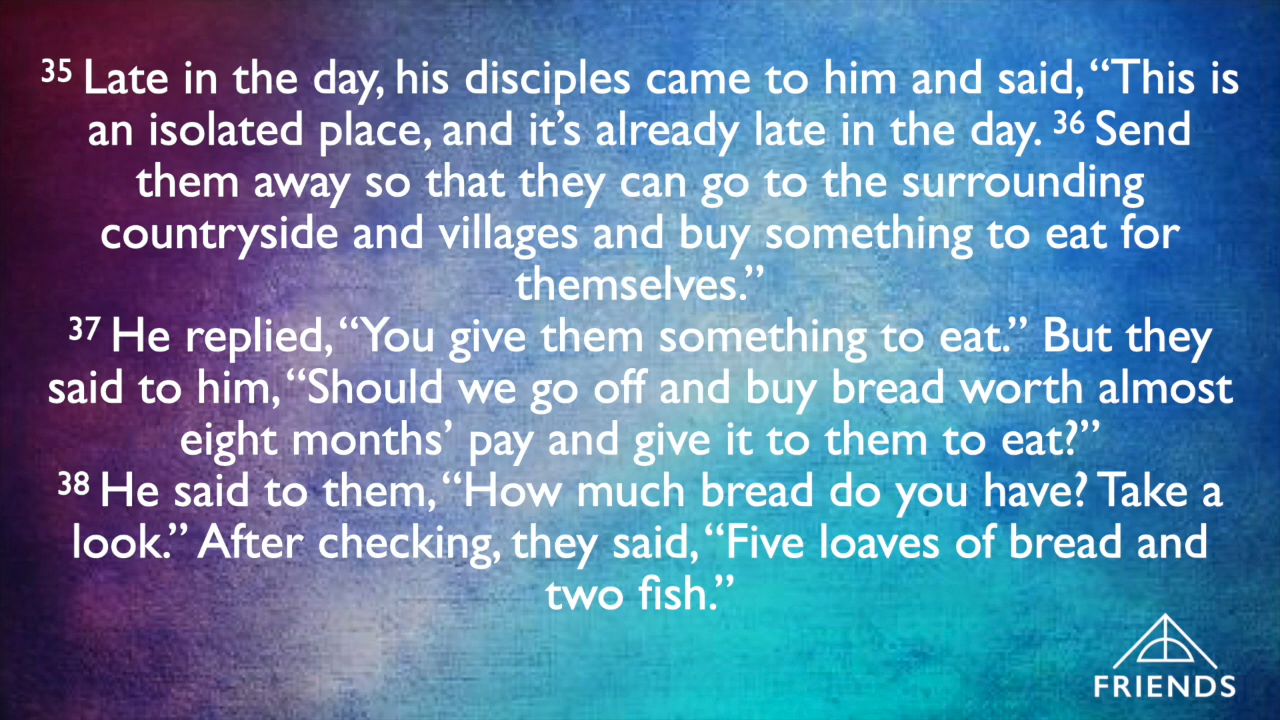 35 Late in the day, his disciples came to him and said, “This is
an isolated place, and it’s already late in the day. 36 Send
them away so that they can go to the surrounding
countryside and villages and buy something to eat for
themselves.”
37 He replied, “You give them something to eat.” But they
said to him, “Should we go off and buy bread worth almost
eight months’ pay and give it to them to eat?”
38 He said to them, “How much bread do you have? Take a
look.” After checking, they said, “Five loaves of bread and
two fish.”
FRIENDS